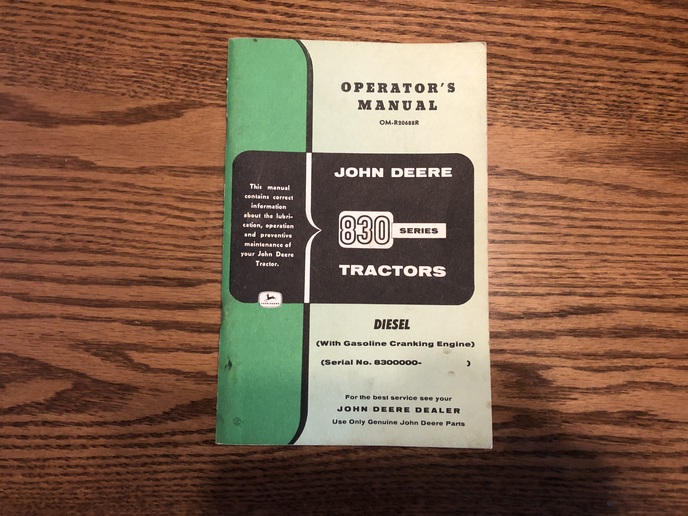 OPERATOR'S
MANUAL
OM-R20688R
This manual
contains correct
information
about the lubri-
cation, operation
and preventive
maintenance of
your John Deere
Tractor.
JOHN DEERE
830 SERIES
TRACTORS
JOHN DEERE
DIESEL
(With Gasoline Cranking Engine)
(Serial No. 8300000- )
For the best service see your
JOHN DEERE DEALER
Use Only Genuine John Deere Parts